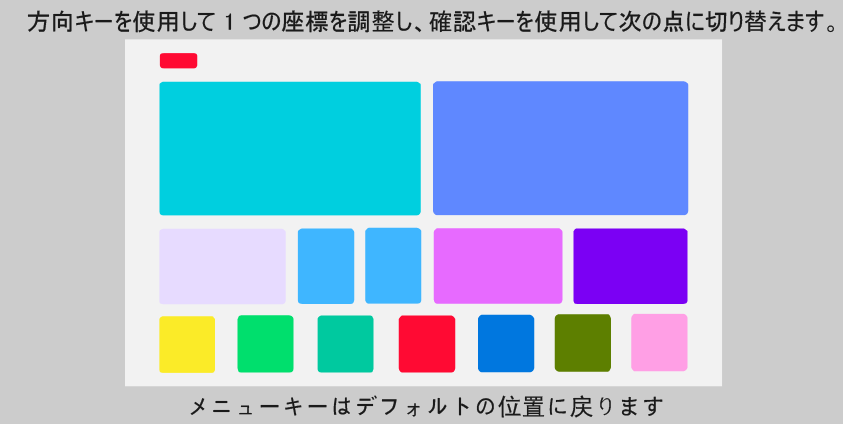 方向キーを使用して 1 つの座標を調整し、確認キーを使用して次の点に切り替えます。
メニューキーはデフォルトの位置に戻ります